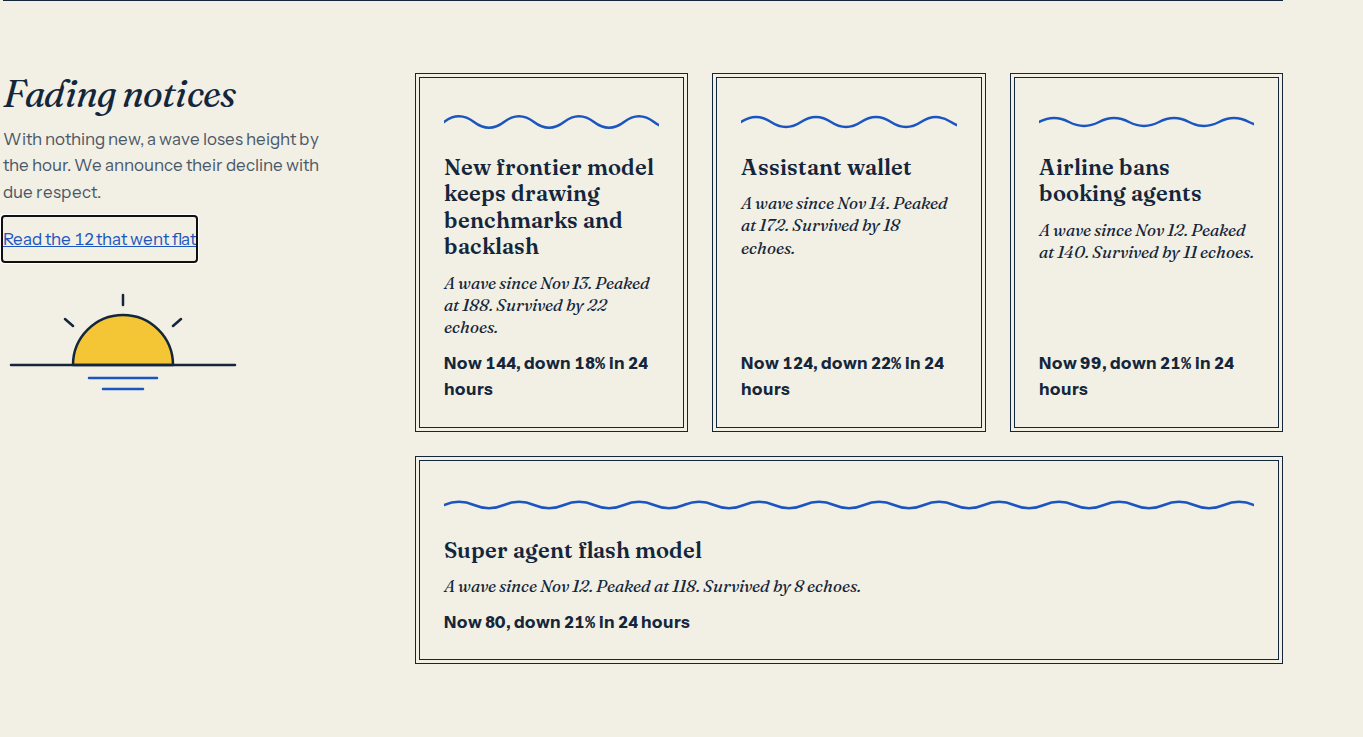 Fading notices
With nothing new, a wave loses height by
the hour. We announce their decline with
due respect.
Read the 12 that went flat
New frontier model
keeps drawing
benchmarks and
backlash
A wave since Nov 13. Peaked
at 188. Survived by 22
echoes.
Now 144, down 18% in 24
hours
Assistant wallet
A wave since Nov 14. Peaked
at 172. Survived by 18
echoes.
Now 124, down 22% in 24
hours
Airline bans
booking agents
A wave since Nov 12. Peaked
at 140. Survived by 11 echoes.
Now 99, down 21% in 24
hours
Super agent flash model
A wave since Nov 12. Peaked at 118. Survived by 8 echoes.
Now 80, down 21% in 24 hours